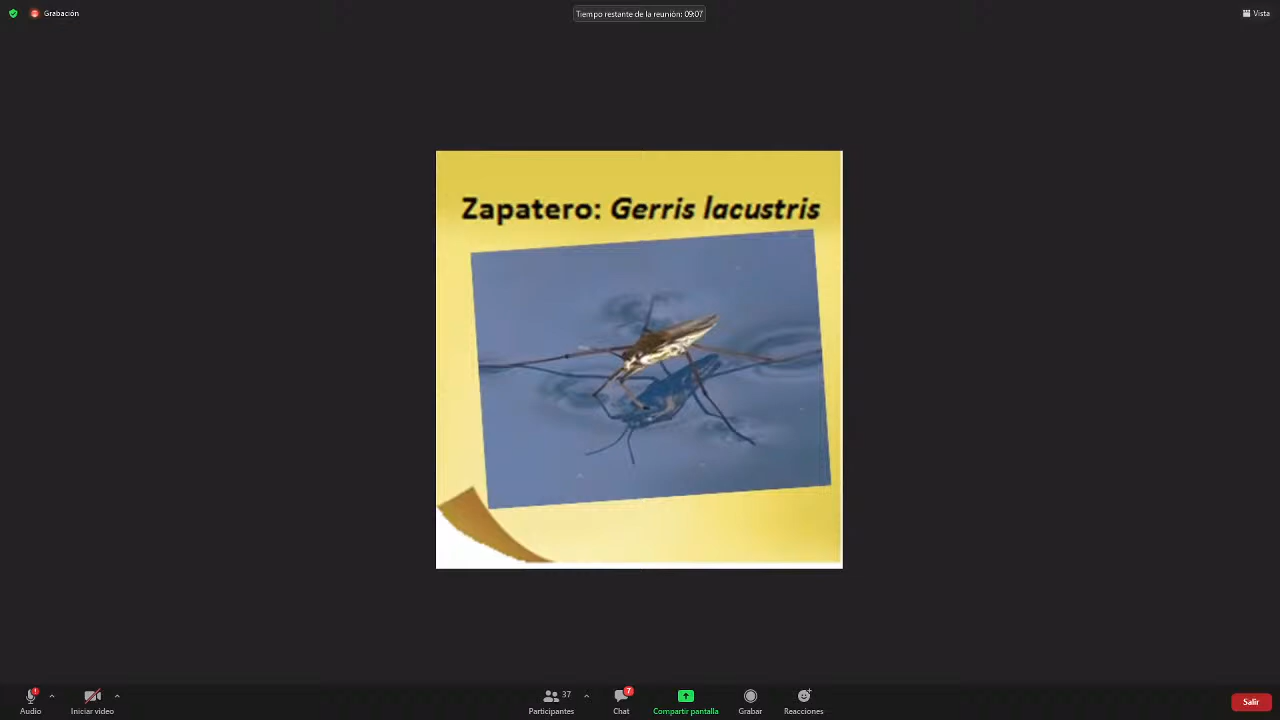 Grabación
Tiempo restante de la reunión: 09:07
Vista
Zapatero: Gerris lacustris
Audio
Iniciar video
37
Participantes
7
Chat
Compartir pantalla
Grabar
Reacciones
Salir